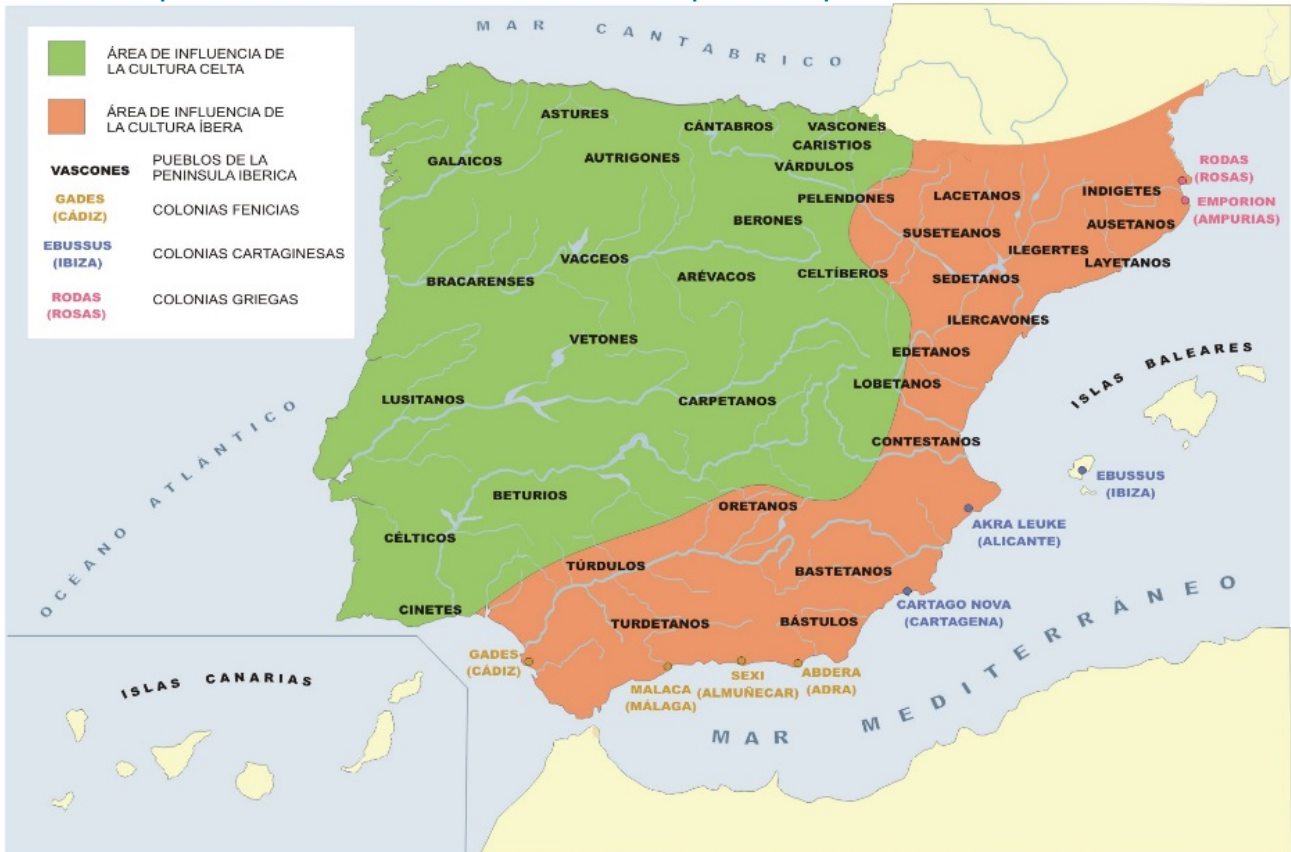 ÁREA DE INFLUENCIA DE
LA CULTURA CELTA
ÁREA DE INFLUENCIA DE
LA CULTURA ÍBERA
VASCONES
PUEBLOS DE LA
PENINSULA IBERICA
GADES
(CÁDIZ)
COLONIAS FENICIAS
EBUSSUS
(IBIZA)
COLONIAS CARTAGINESAS
RODAS
(ROSAS)
COLONIAS GRIEGAS
MAR CANTABRICO
ASTURES
CÁNTABROS
VASCONES
CARISTIOS
GALAICOS
AUTRIGONES
VÁRDULOS
PELENDONES
LACETANOS
INDIGETES
RODAS
(ROSAS)
EMPORION
(AMPURIAS)
BERONES
SUSETEANOS
AUSETANOS
ILEGERTES
VACCEOS
LAYETANOS
BRACARENSES
ARÉVACOS
CELTÍBEROS
SEDETANOS
ILERCAVONES
VETONES
EDETANOS
LUSITANOS
CARPETANOS
LOBETANOS
ISLAS BALEARES
CONTESTANOS
EBUSSUS
(IBIZA)
BETURIOS
ORETANOS
AKRA LEUKE
(ALICANTE)
CÉLTICOS
TÚRDULOS
BASTETANOS
CINETES
TURDETANOS
BÁSTULOS
CARTAGO NOVA
(CARTAGENA)
GADES
(CÁDIZ)
MALACA
(MÁLAGA)
SEXI
(ALMUÑECAR)
ABDERA
(ADRA)
OCÉANO ATLÁNTICO
ISLAS CANARIAS
MAR MEDITERRÁNEO